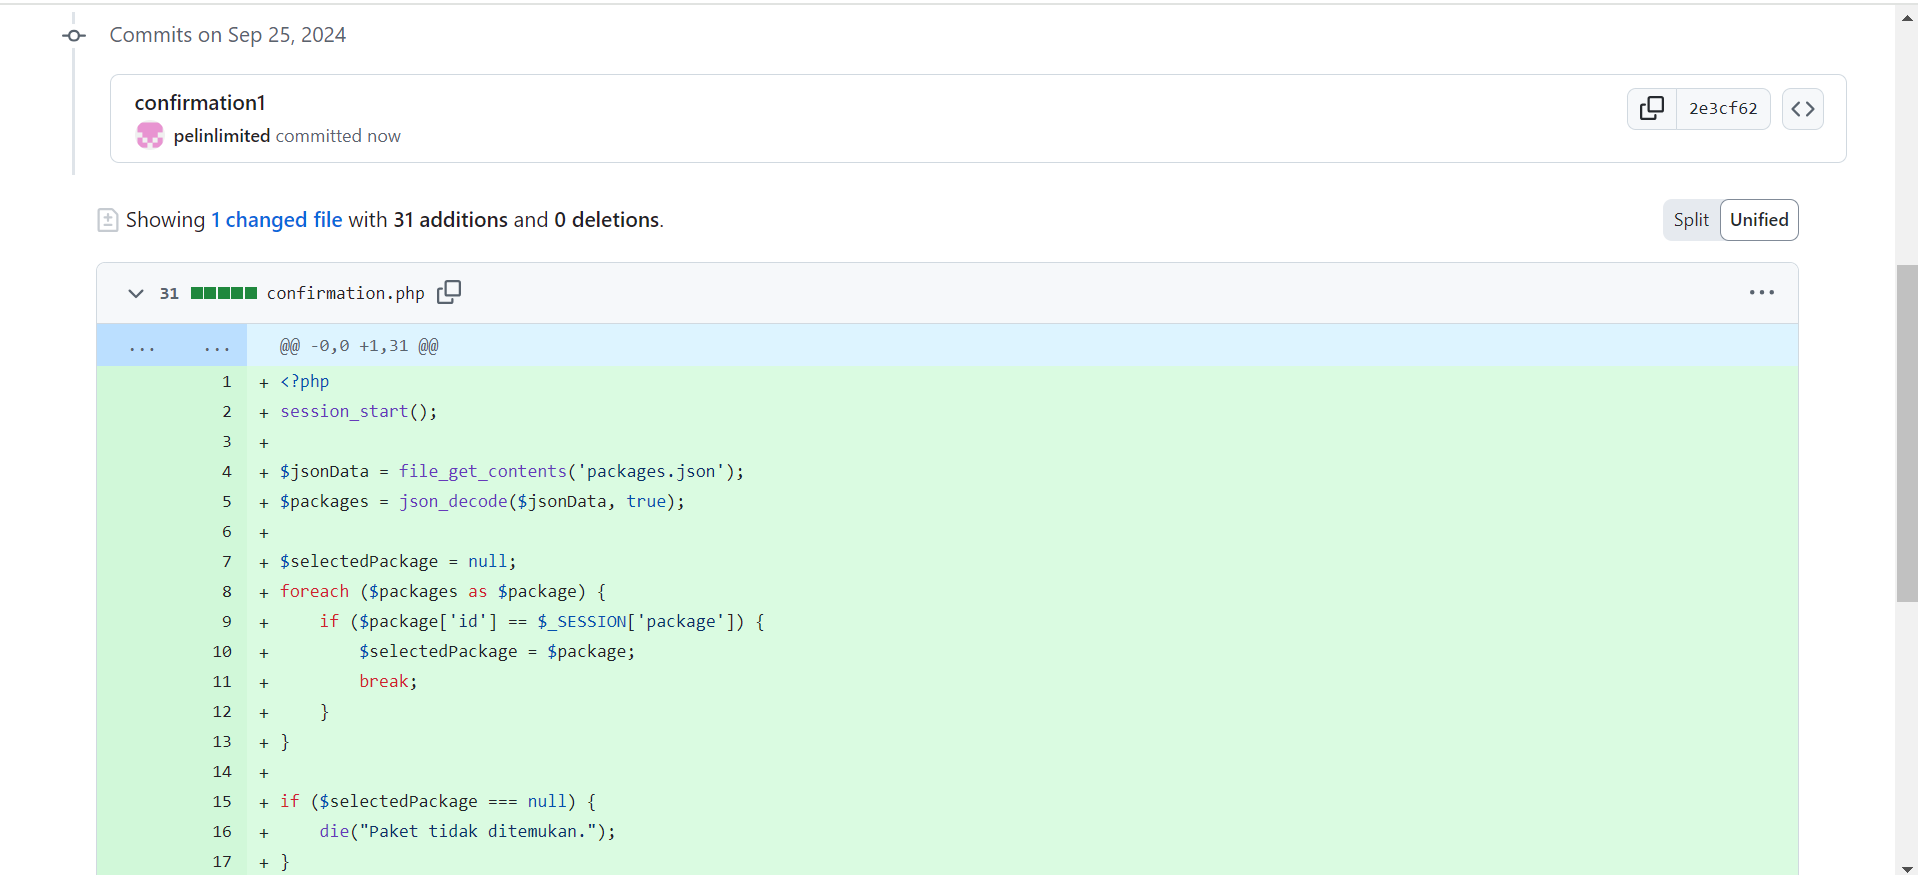 Commits on Sep 25, 2024
confirmation1
2e3cf62
pelinlimited committed now
Showing 1 changed file with 31 additions and 0 deletions.
Split Unified
31 confirmation.php
... ... @@ -0,0 +1,31 @@
1 + <?php
2 + session_start();
3 +
4 + $jsonData = file_get_contents('packages.json');
5 + $packages = json_decode($jsonData, true);
6 +
7 + $selectedPackage = null;
8 + foreach ($packages as $package) {
9 +     if ($package['id'] == $_SESSION['package']) {
10 +         $selectedPackage = $package;
11 +         break;
12 +     }
13 + }
14 +
15 + if ($selectedPackage === null) {
16 +     die("Paket tidak ditemukan.");
17 + }